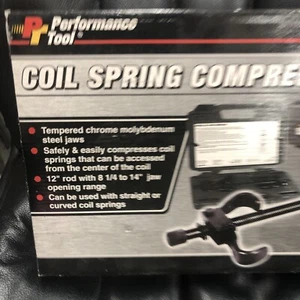 Performance
Tool®
COIL SPRING COMPRE
Tempered chrome molybdenum
steel jaws
Safely & easily compresses coil
springs that can be accessed
from the center of the coil
12" rod with 8 1/4 to 14" jaw
opening range
Can be used with straight or
curved coil springs